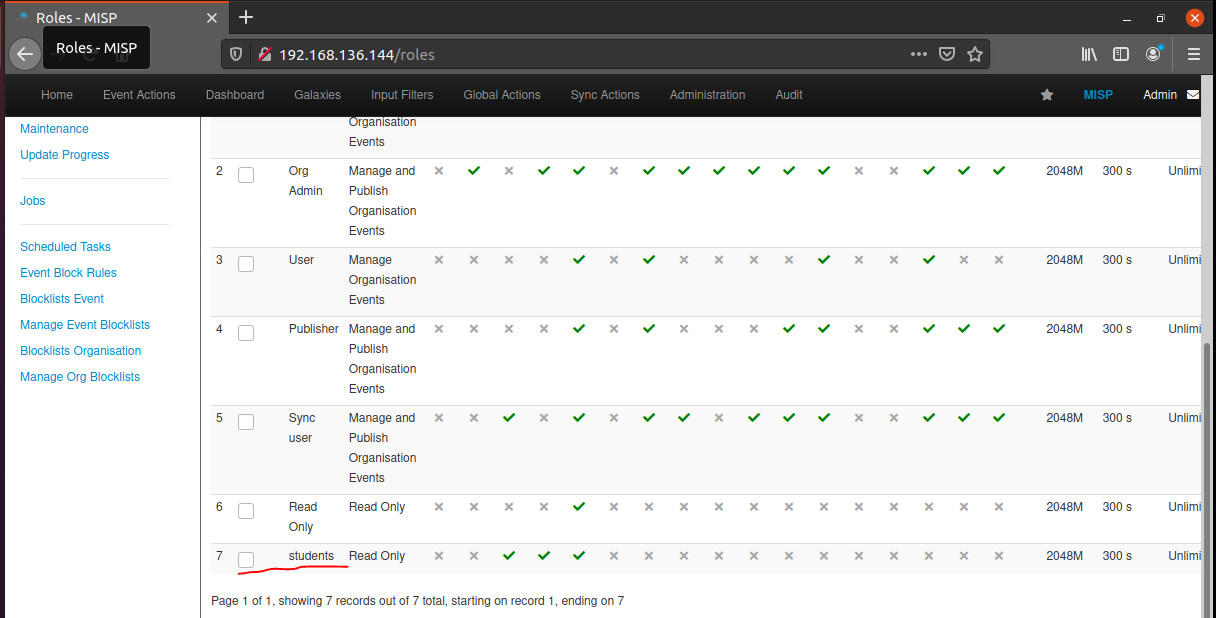 Roles - MISP
Roles - MISP
192.168.136.144/roles
Home Event Actions Dashboard Galaxies Input Filters Global Actions Sync Actions Administration Audit MISP Admin
Maintenance
Update Progress
Jobs
Scheduled Tasks
Event Block Rules
Blocklists Event
Manage Event Blocklists
Blocklists Organisation
Manage Org Blocklists
Organisation
Events
2 Org Manage and 2048M 300 s Unlimi
Admin Publish
Organisation
Events
3 User Manage 2048M 300 s Unlimi
Organisation
Events
4 Publisher Manage and 2048M 300 s Unlimi
Publish
Organisation
Events
5 Sync Manage and 2048M 300 s Unlimi
user Publish
Organisation
Events
6 Read Read Only 2048M 300 s Unlimi
Only
7 students Read Only 2048M 300 s Unlimi
Page 1 of 1, showing 7 records out of 7 total, starting on record 1, ending on 7